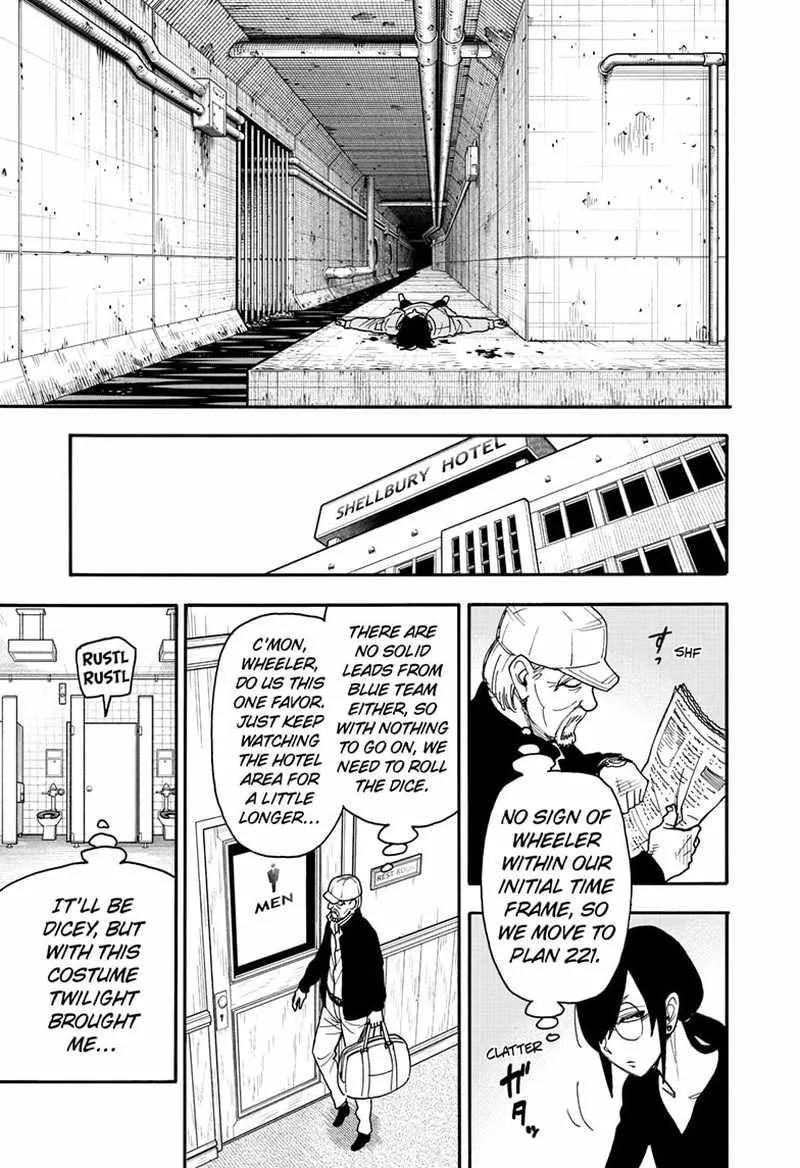 SHELLBURY HOTEL
す
SHF
NO SIGN OF
WHEELER
WITHIN OUR
INITIAL TIME
FRAME, SO
WE MOVE TO
PLAN 221.
CLATTER
ガタ
THERE ARE
NO SOLID
LEADS FROM
BLUE TEAM
EITHER, SO
WITH NOTHING
TO GO ON, WE
NEED TO ROLL
THE DICE.
C'MON,
WHEELER,
DO US THIS
ONE FAVOR.
JUST KEEP
WATCHING
THE HOTEL
AREA FOR
A LITTLE
LONGER...
REST ROOM
MEN
RUSTL
RUSTL
IT'LL BE
DICEY, BUT
WITH THIS
COSTUME
TWILIGHT
BROUGHT
ME...